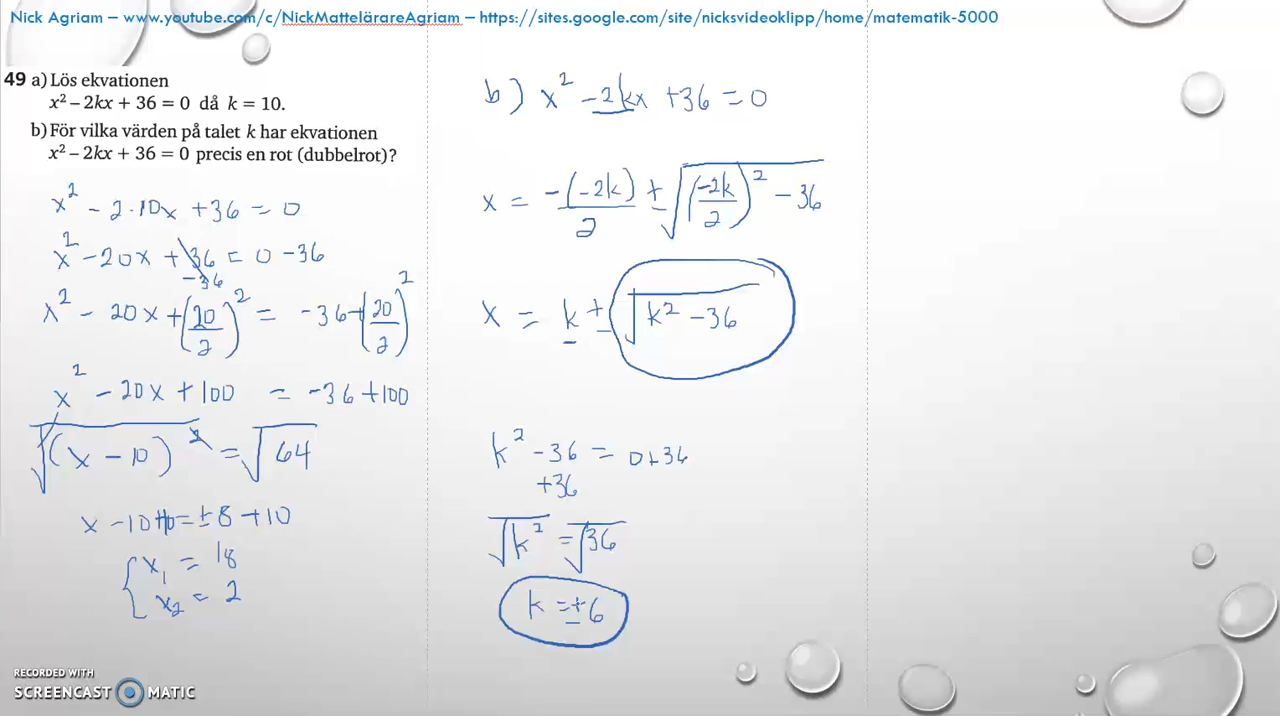 Nick Agriam – www.youtube.com/c/NickMattelärareAgriam – https://sites.google.com/site/nicksvideoklipp/home/matematik-5000
49 a) Lös ekvationen
x² – 2kx + 36 = 0 då k = 10.
b) För vilka värden på talet k har ekvationen
x² – 2kx + 36 = 0 precis en rot (dubbelrot)?
x² - 2·10x + 36 = 0
x² - 20x + 36 = 0 - 36
-36
x² - 20x + (20/2)² = -36 + (20/2)²
x² - 20x + 100 = -36 + 100
√(x - 10)² = √64
x - 10 + 10 = ± 8 + 10
x₁ = 18
x₂ = 2
b) x² - 2kx + 36 = 0
x = -(-2k)/2 ± √((-2k/2)² - 36)
x = k ± √(k² - 36)
k² - 36 = 0 + 36
+36
√k² = √36
k = ± 6
RECORDED WITH
SCREENCAST MATIC